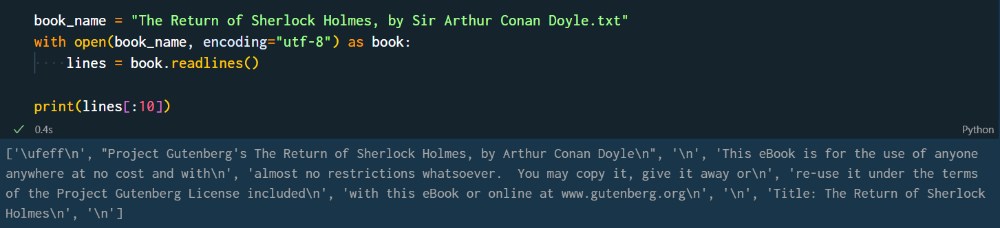 book_name = "The Return of Sherlock Holmes, by Sir Arthur Conan Doyle.txt"
with open(book_name, encoding="utf-8") as book:
    lines = book.readlines()
print(lines[:10])
0.4s
Python
['\ufeff\n', "Project Gutenberg's The Return of Sherlock Holmes, by Arthur Conan Doyle\n", '\n', 'This eBook is for the use of anyone
anywhere at no cost and with\n', 'almost no restrictions whatsoever.  You may copy it, give it away or\n', 're-use it under the terms
of the Project Gutenberg License included\n', 'with this eBook or online at www.gutenberg.org\n', '\n', 'Title: The Return of Sherlock
Holmes\n', '\n']